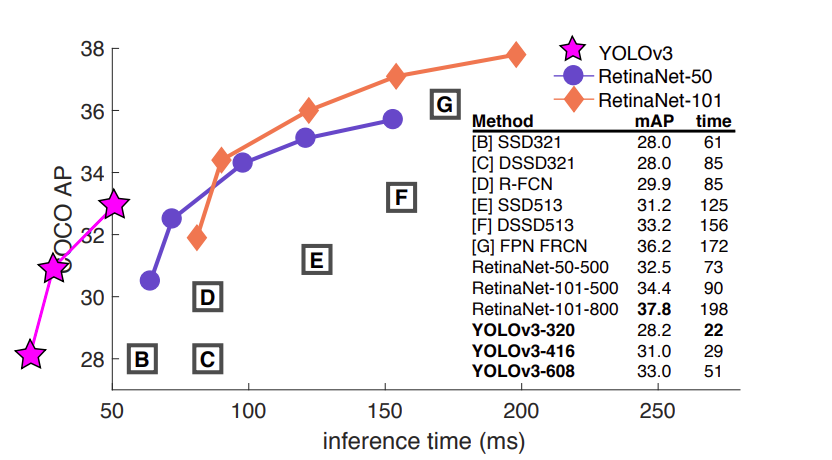 38
36
34
32
30
28
COCO AP
50
100
150
200
250
inference time (ms)
B
C
D
E
F
G
YOLOv3
RetinaNet-50
RetinaNet-101
Method mAP time
[B] SSD321 28.0 61
[C] DSSD321 28.0 85
[D] R-FCN 29.9 85
[E] SSD513 31.2 125
[F] DSSD513 33.2 156
[G] FPN FRCN 36.2 172
RetinaNet-50-500 32.5 73
RetinaNet-101-500 34.4 90
RetinaNet-101-800 37.8 198
YOLOv3-320 28.2 22
YOLOv3-416 31.0 29
YOLOv3-608 33.0 51